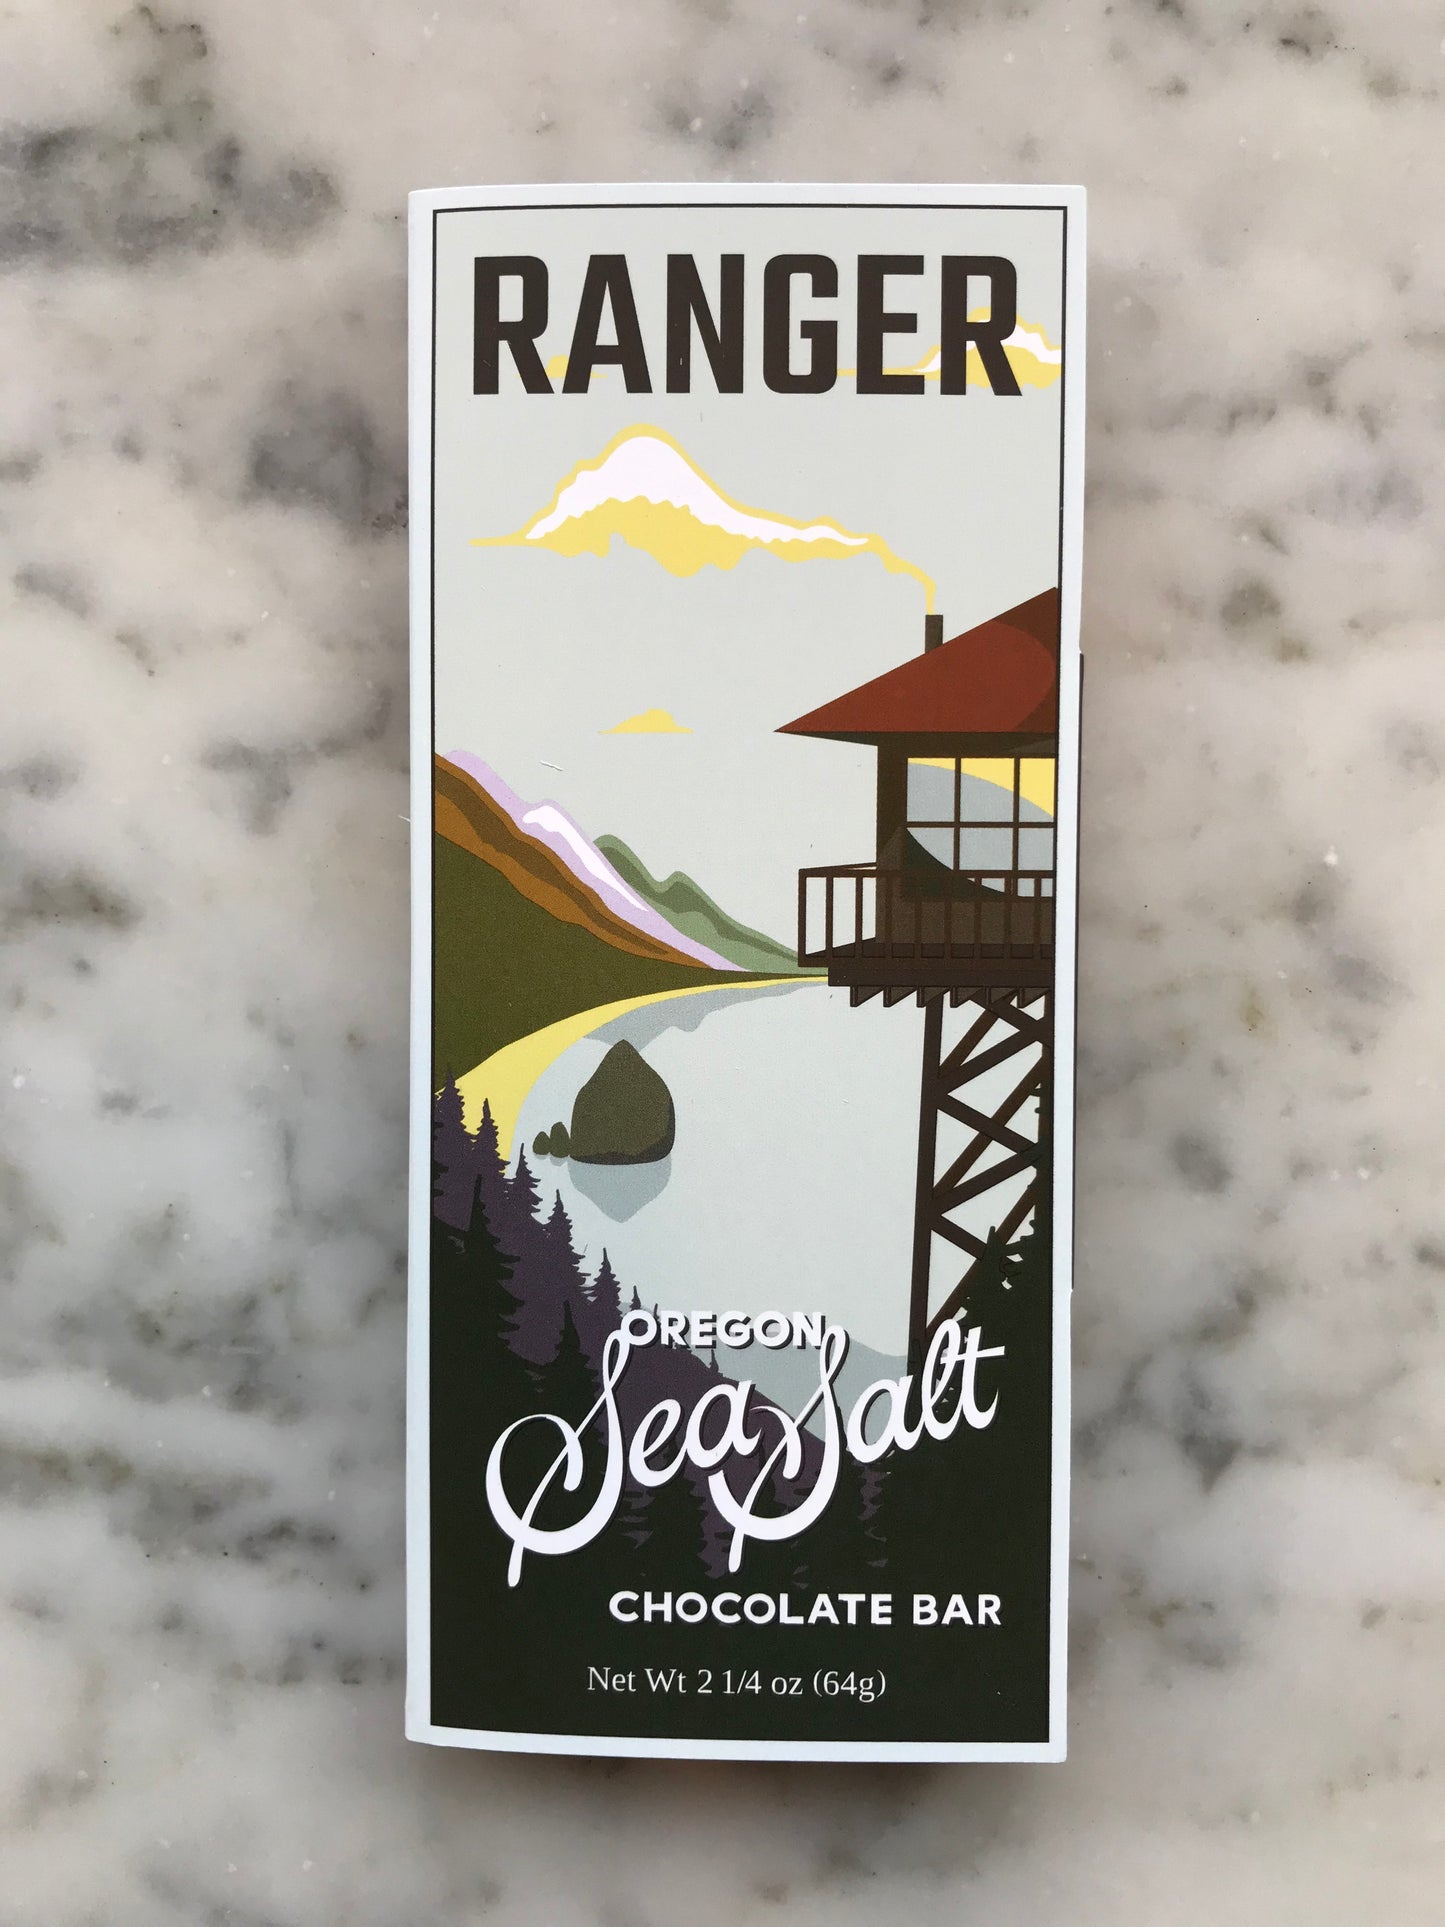 RANGER
OREGON
Sea Salt
CHOCOLATE BAR
Net Wt 2 1/4 oz (64g)